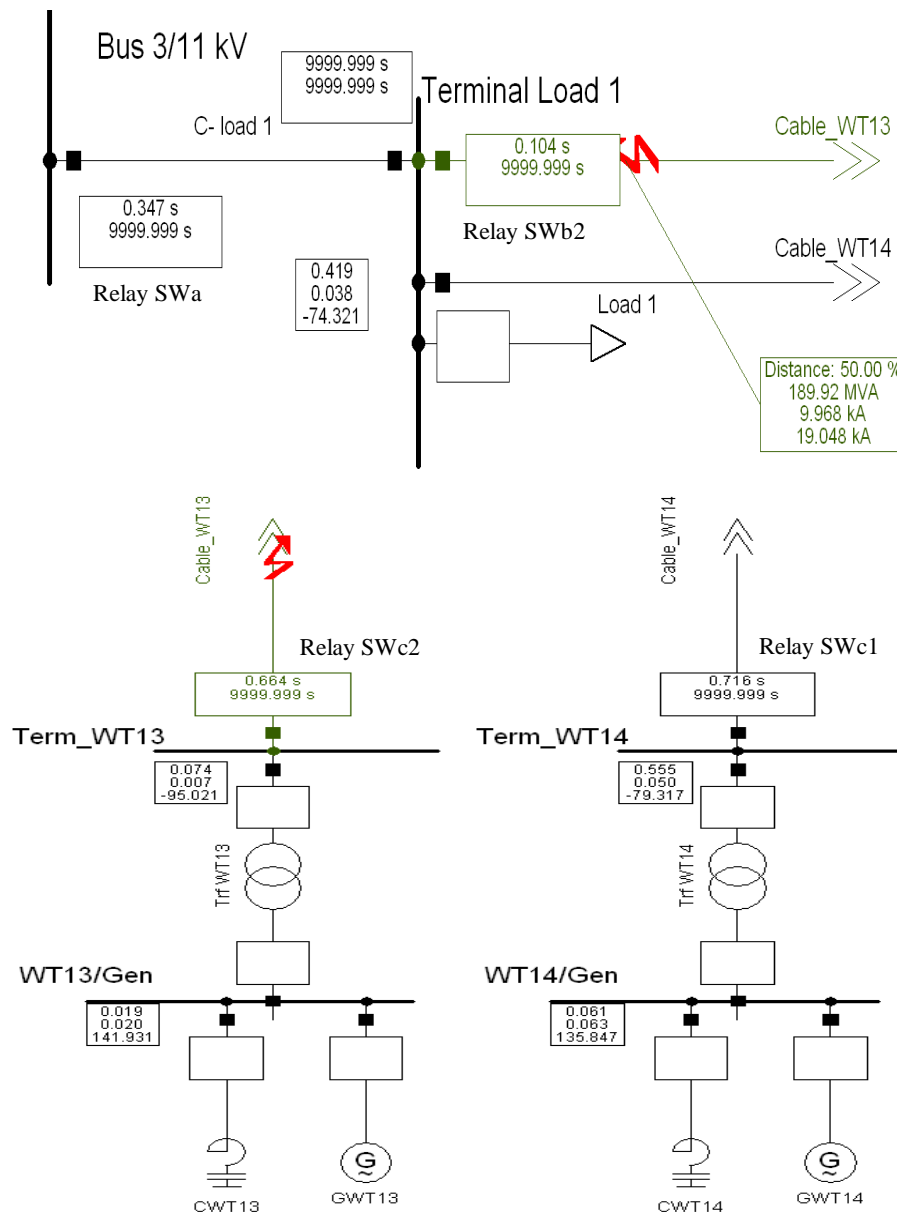 Bus 3/11 kV
9999.999 s
9999.999 s
Terminal Load 1
C- load 1
Cable_WT13
0.104 s
9999.999 s
0.347 s
9999.999 s
Relay SWb2
Relay SWa
Cable_WT14
0.419
0.038
-74.321
Load 1
Distance: 50.00 %
189.92 MVA
9.968 kA
19.048 kA
Cable_WT13
Cable_WT14
Relay SWc2
Relay SWc1
0.664 s
9999.999 s
0.716 s
9999.999 s
Term_WT13
Term_WT14
0.074
0.007
-95.021
0.555
0.050
-79.317
Trf WT13
Trf WT14
WT13/Gen
WT14/Gen
0.019
0.020
141.931
0.061
0.063
135.847
G
~
G
~
CWT13
GWT13
CWT14
GWT14